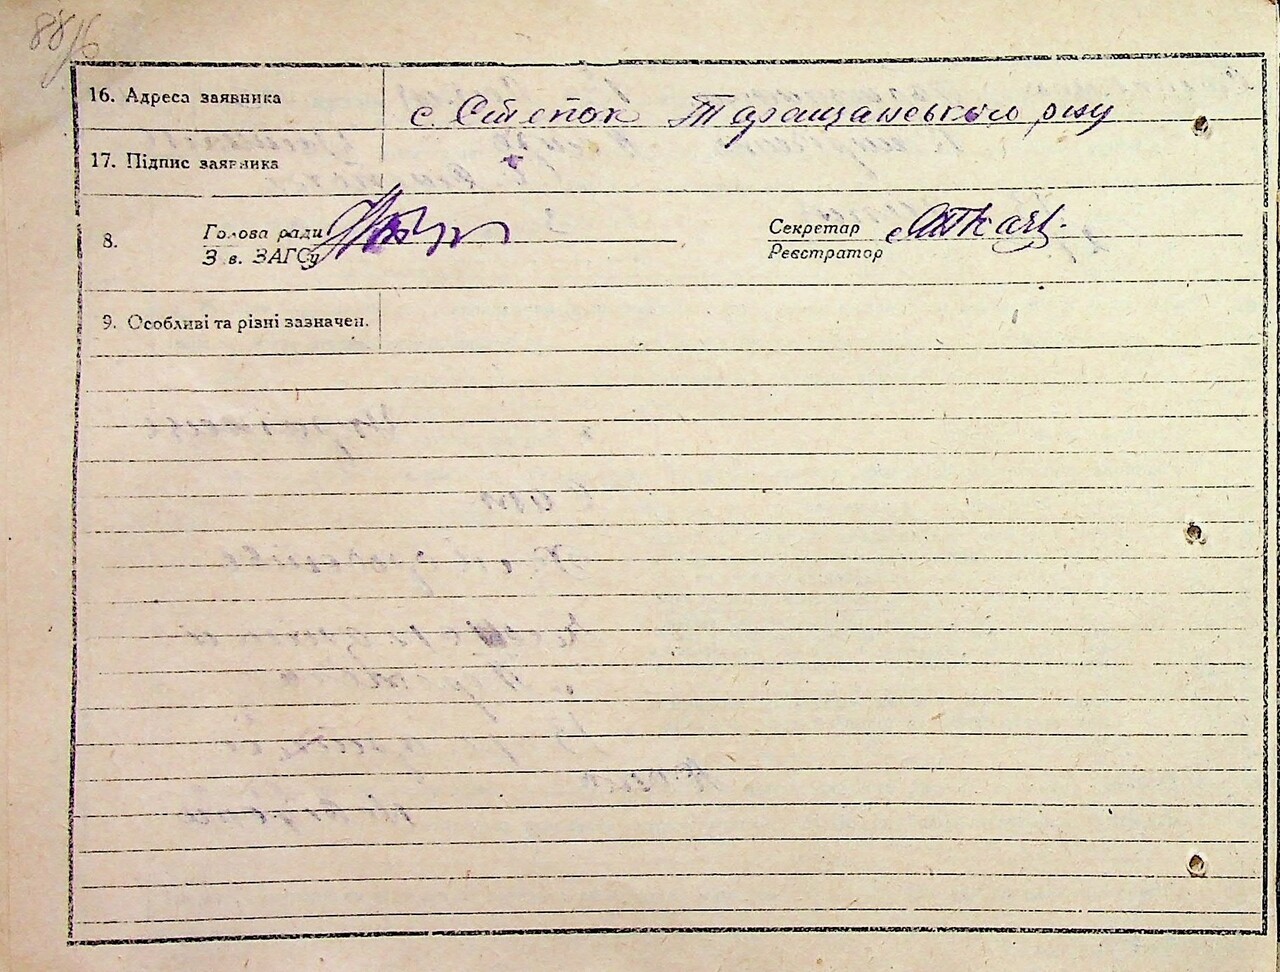 88
16. Адреса заявника с. Степок Таращанського р-ну
17. Підпис заявника
8. Голова ради Секретар Ткач
З в. ЗАГСу Реєстратор
9. Особливі та різні зазначен.